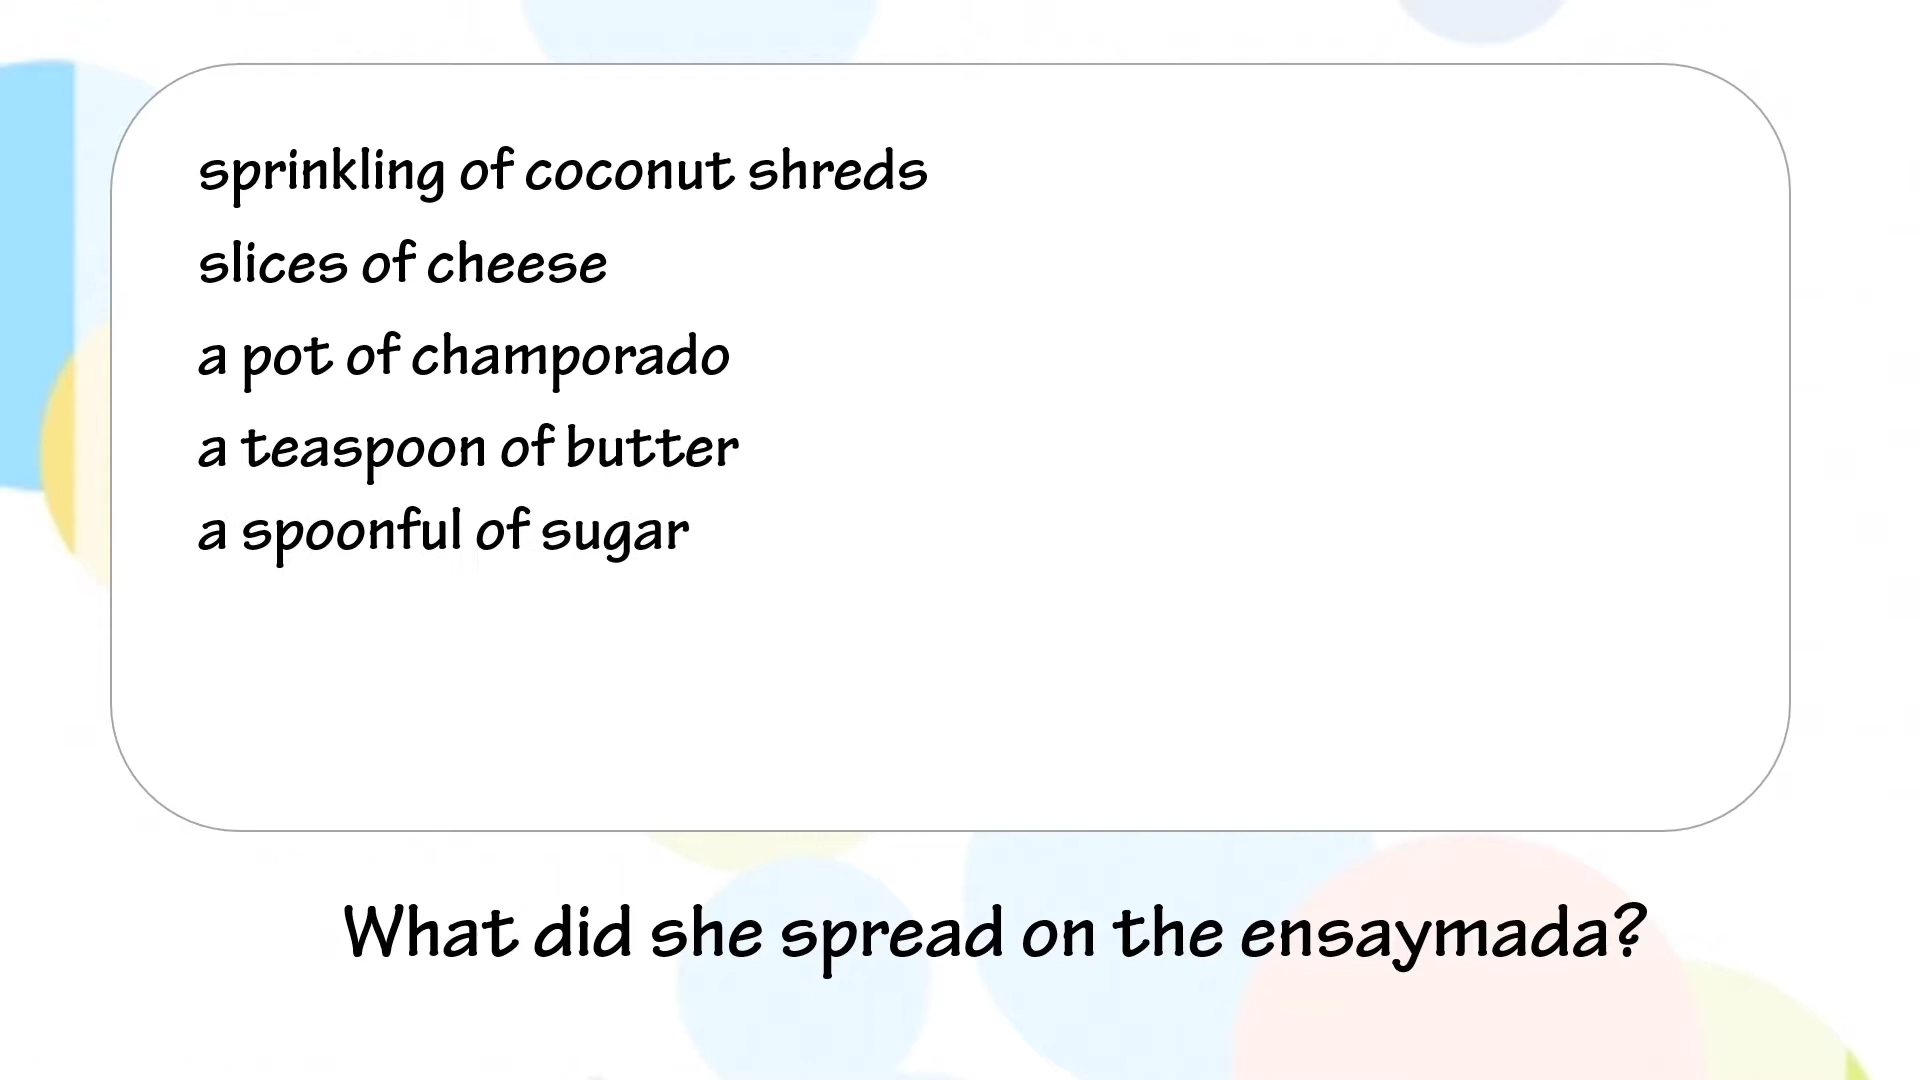 sprinkling of coconut shreds
slices of cheese
a pot of champorado
a teaspoon of butter
a spoonful of sugar
What did she spread on the ensaymada?